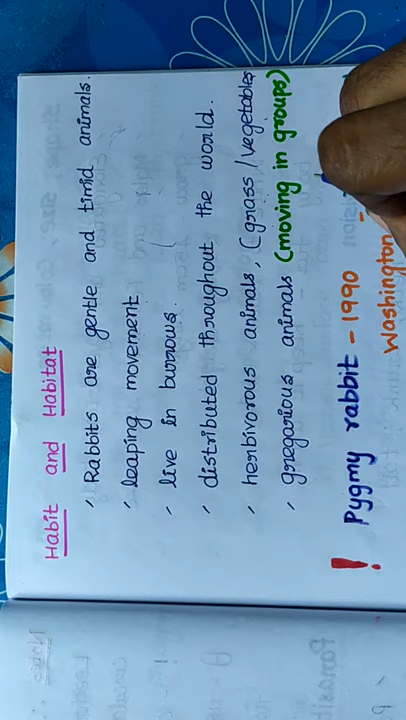 Habit and Habitat
, Rabbits are gentle and timid animals.
, leaping movement
, live in burrows.
, distributed throughout the world.
, herbivorous animals, (grass / vegetables
, gregarious animals (moving in groups)
! Pygmy rabbit - 1990
Washington -